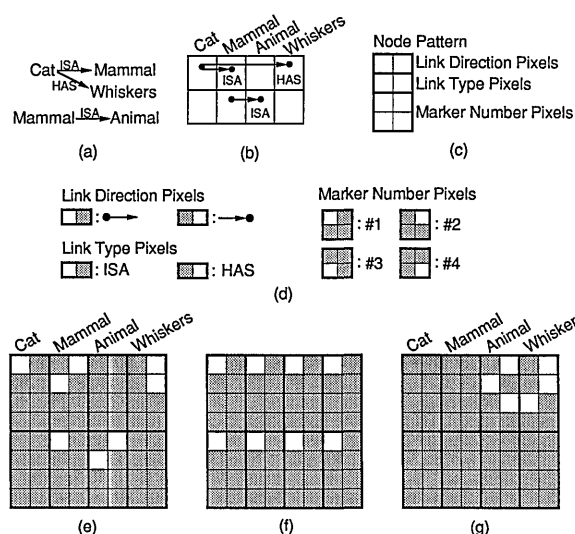 Cat ISA Mammal
HAS Whiskers
Mammal ISA Animal
(a)
Cat Mammal Animal Whiskers
ISA HAS
ISA
(b)
Node Pattern
Link Direction Pixels
Link Type Pixels
Marker Number Pixels
(c)
Link Direction Pixels
: :
Link Type Pixels
: ISA : HAS
Marker Number Pixels
: #1 : #2
: #3 : #4
(d)
Cat Mammal Animal Whiskers
(e)
(f)
Cat Mammal Animal Whiskers
(g)